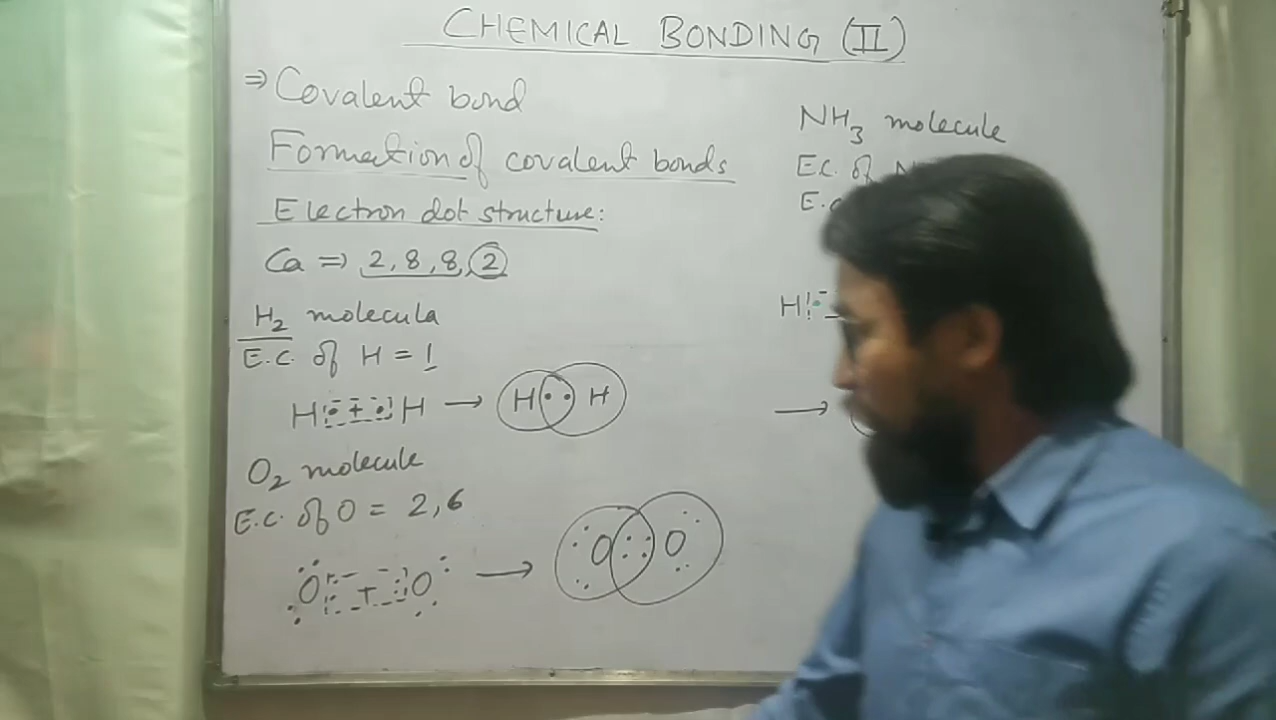 CHEMICAL BONDING (II)
⇒ Covalent bond
Formation of covalent bonds
Electron dot structure:
Ca ⇒ 2, 8, 8, 2
H₂ molecula
E.C. of H = 1
H • + • H → H •• H
O₂ molecule
E.C. of O = 2, 6
O + O → O :: O
NH₃ molecule
E.C. of N
E.C
H
→